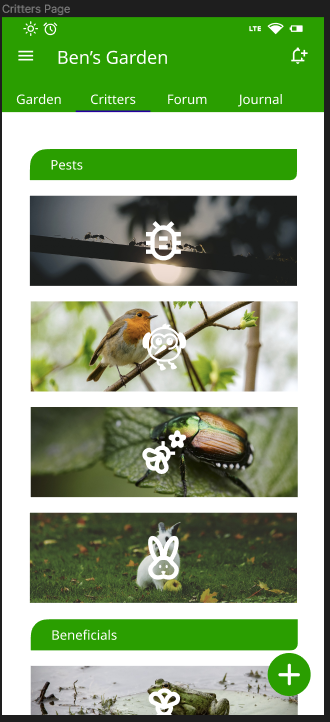 Critters Page
LTE
Ben's Garden
Garden Critters Forum Journal
Pests
Beneficials